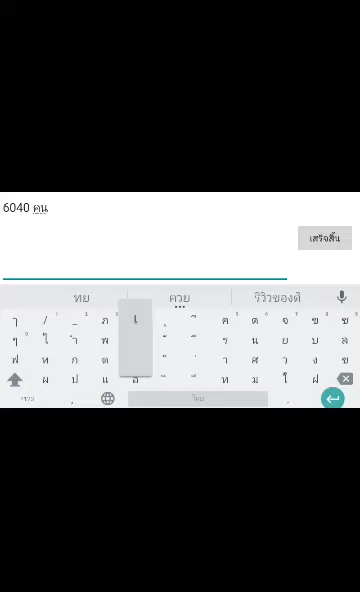 6040 คน
เสร็จสิ้น
ทย ควย รีวิวของดี
ๅ / _ ภ เ ุ ึ ค ต จ ข ช
ๆ ไ ำ พ ั ี ร น ย บ ล
ฟ ห ก ด ้ ่ า ส ว ง ฃ
ผ ป แ อ ิ ื ท ม ใ ฝ
?123 , ไทย .